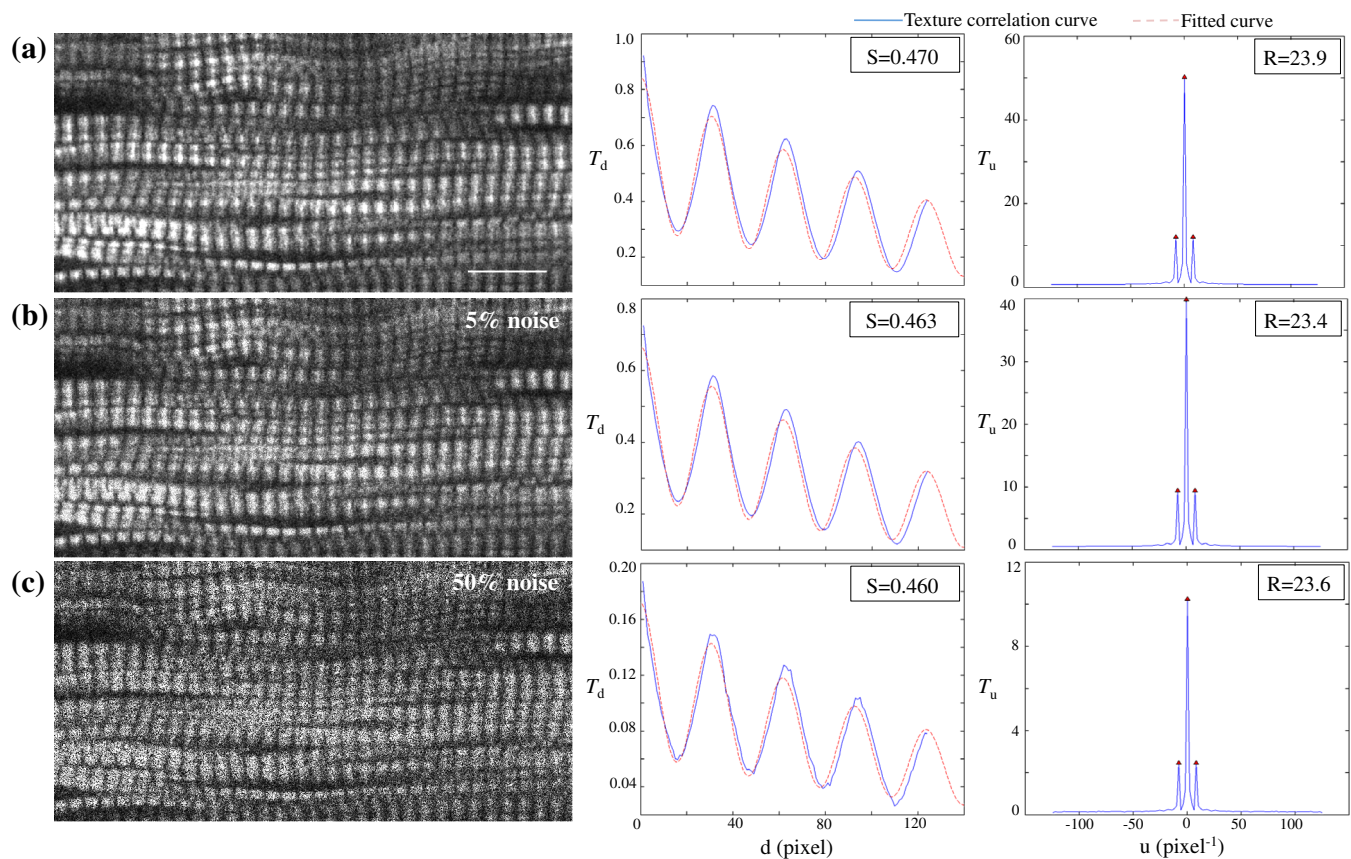 Texture correlation curve Fitted curve
(a)
1.0
0.8
0.6
0.4
0.2
T_d
S=0.470
60
40
20
0
T_u
R=23.9
(b)
5% noise
0.8
0.6
0.4
0.2
T_d
S=0.463
40
30
20
10
0
T_u
R=23.4
(c)
50% noise
0.20
0.16
0.12
0.08
0.04
T_d
S=0.460
0 40 80 120
d (pixel)
12
8
4
0
T_u
R=23.6
-100 -50 0 50 100
u (pixel⁻¹)